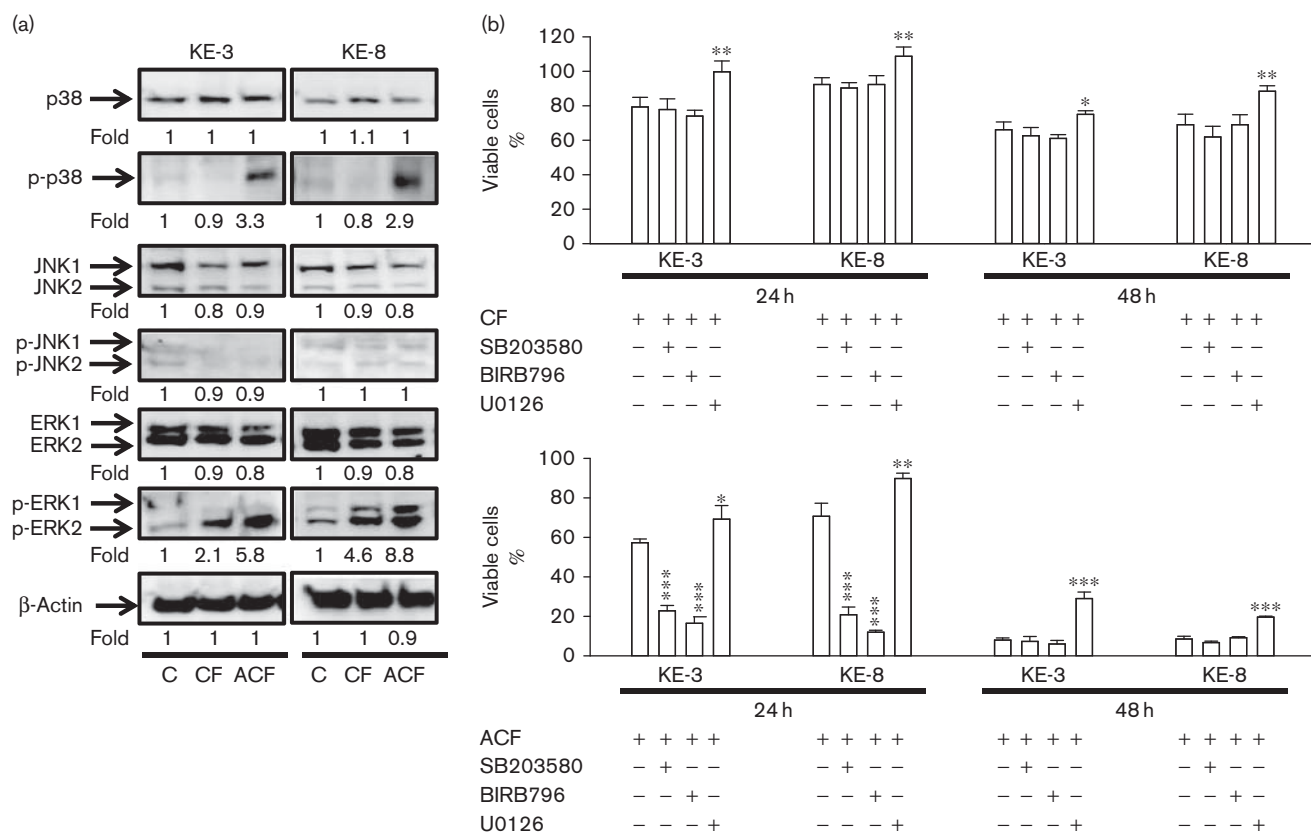 (a)
KE-3 KE-8
p38
Fold 1 1 1 1 1.1 1
p-p38
Fold 1 0.9 3.3 1 0.8 2.9
JNK1
JNK2
Fold 1 0.8 0.9 1 0.9 0.8
p-JNK1
p-JNK2
Fold 1 0.9 0.9 1 1 1
ERK1
ERK2
Fold 1 0.9 0.8 1 0.9 0.8
p-ERK1
p-ERK2
Fold 1 2.1 5.8 1 4.6 8.8
β-Actin
Fold 1 1 1 1 1 0.9
C CF ACF C CF ACF
(b)
Viable cells
%
120
100
80
60
40
20
0
** ** * **
KE-3 KE-8 KE-3 KE-8
24 h 48 h
CF + + + + + + + + + + + + + + + +
SB203580 – + – – – + – – – + – – – + – –
BIRB796 – – + – – – + – – – + – – – + –
U0126 – – – + – – – + – – – + – – – +
Viable cells
%
100
80
60
40
20
0
*** *** * *** *** ** *** ***
KE-3 KE-8 KE-3 KE-8
24 h 48 h
ACF + + + + + + + + + + + + + + + +
SB203580 – + – – – + – – – + – – – + – –
BIRB796 – – + – – – + – – – + – – – + –
U0126 – – – + – – – + – – – + – – – +